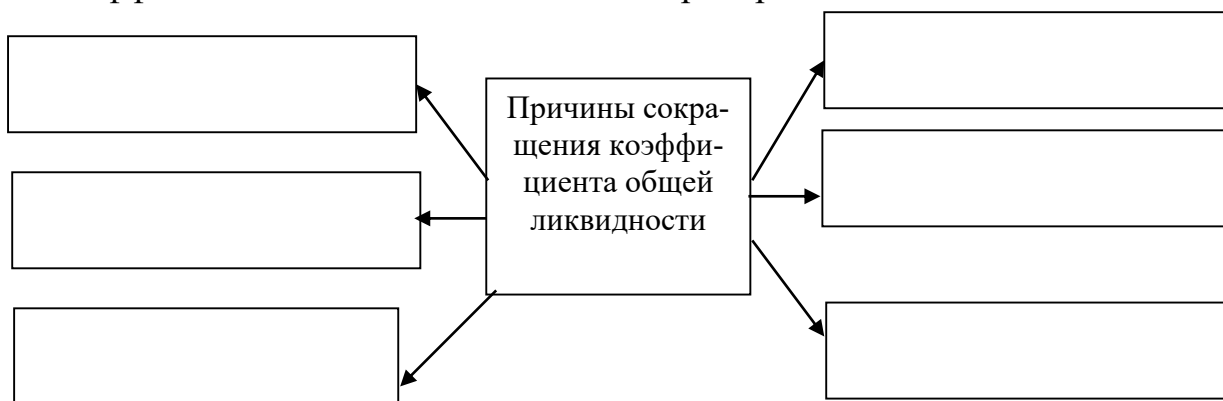 Причины сокра-
щения коэффи-
циента общей
ликвидности